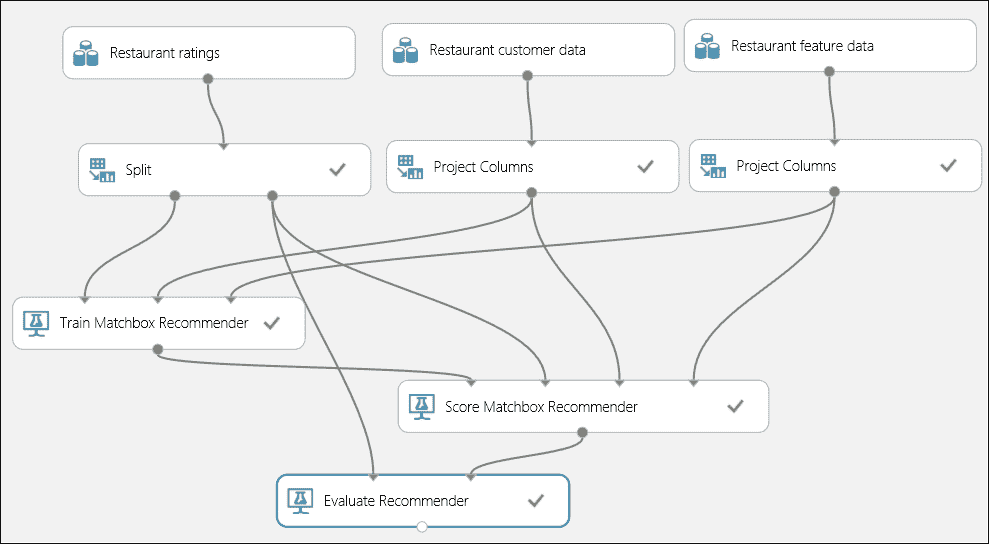 Restaurant ratings
Restaurant customer data
Restaurant feature data
Split
Project Columns
Project Columns
Train Matchbox Recommender
Score Matchbox Recommender
Evaluate Recommender